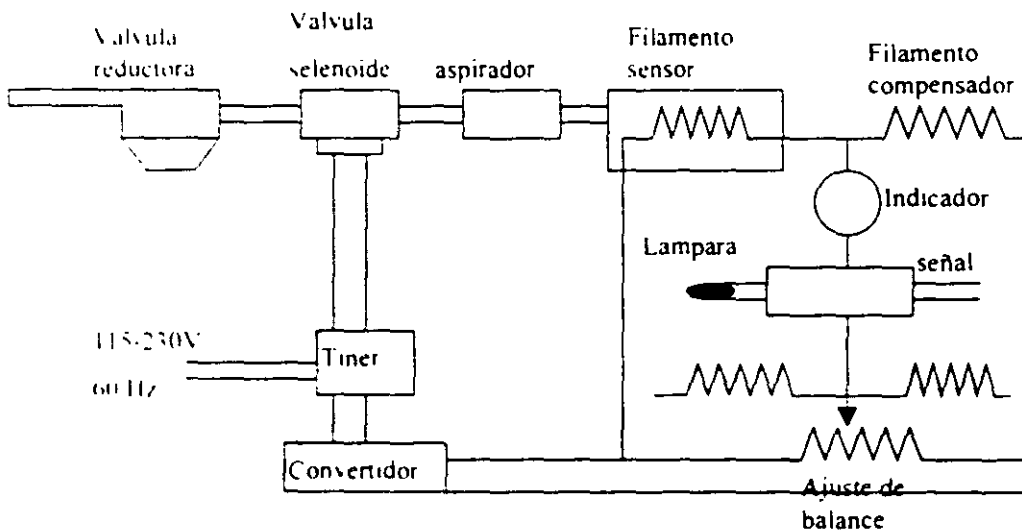 Valvula
reductora
Valvula
selenoide
aspirador
Filamento
sensor
Filamento
compensador
Indicador
Lampara
señal
115-230V
60 Hz
Tiner
Convertidor
Ajuste de
balance